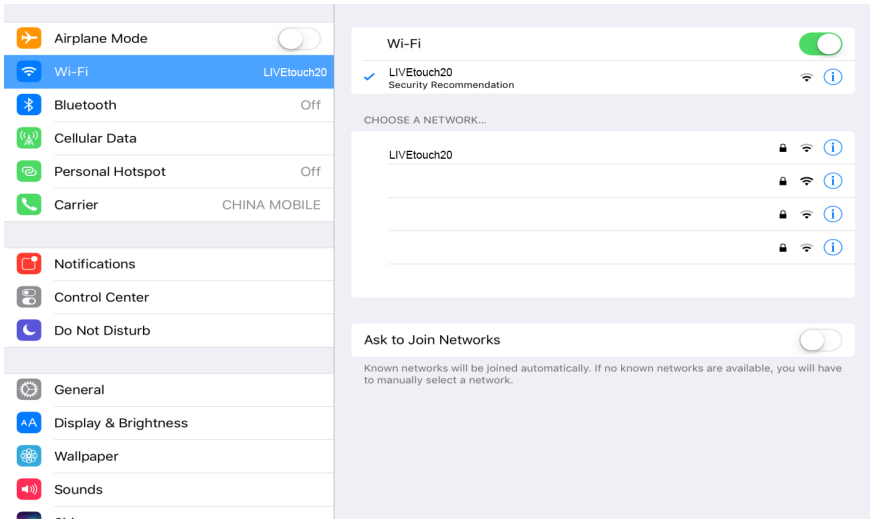 Airplane Mode
Wi-Fi LIVEtouch20
Bluetooth Off
Cellular Data
Personal Hotspot Off
Carrier CHINA MOBILE
Notifications
Control Center
Do Not Disturb
General
AA Display & Brightness
Wallpaper
Sounds
Wi-Fi
LIVEtouch20
Security Recommendation
CHOOSE A NETWORK...
LIVEtouch20
Ask to Join Networks
Known networks will be joined automatically. If no known networks are available, you will have
to manually select a network.